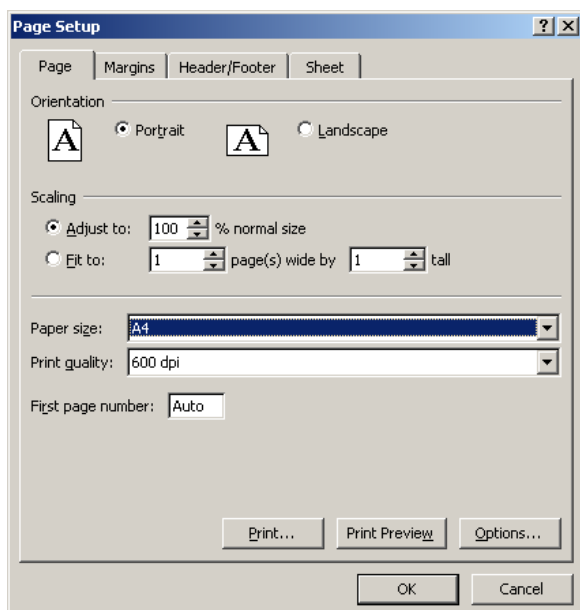 Page Setup
Page Margins Header/Footer Sheet
Orientation
A Portrait A Landscape
Scaling
Adjust to: 100 % normal size
Fit to: 1 page(s) wide by 1 tall
Paper size: A4
Print quality: 600 dpi
First page number: Auto
Print... Print Preview Options...
OK Cancel